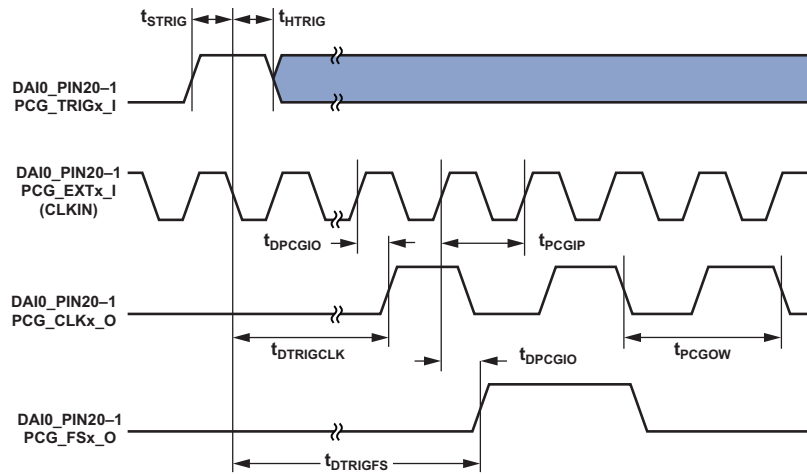 tSTRIG
tHTRIG
DAI0_PIN20–1
PCG_TRIGx_I
DAI0_PIN20–1
PCG_EXTx_I
(CLKIN)
tDPCGIO
tPCGIP
DAI0_PIN20–1
PCG_CLKx_O
tDTRIGCLK
tDPCGIO
tPCGOW
DAI0_PIN20–1
PCG_FSx_O
tDTRIGFS